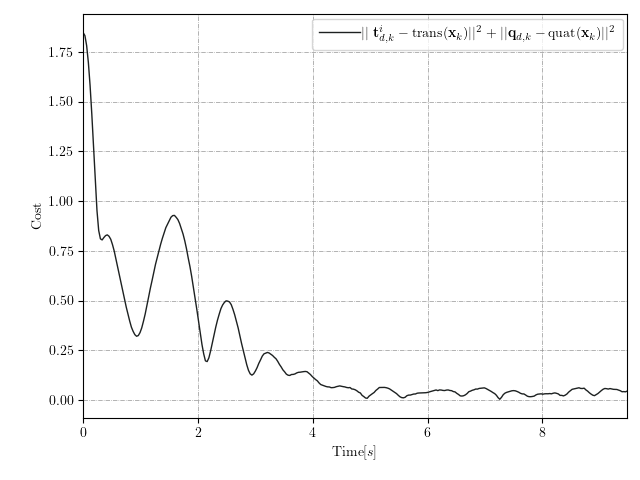 || t^i_{d,k} − trans(x_k)||² + ||q_{d,k} − quat(x_k)||²
1.75
1.50
1.25
1.00
0.75
0.50
0.25
0.00
Cost
0 2 4 6 8
Time[s]